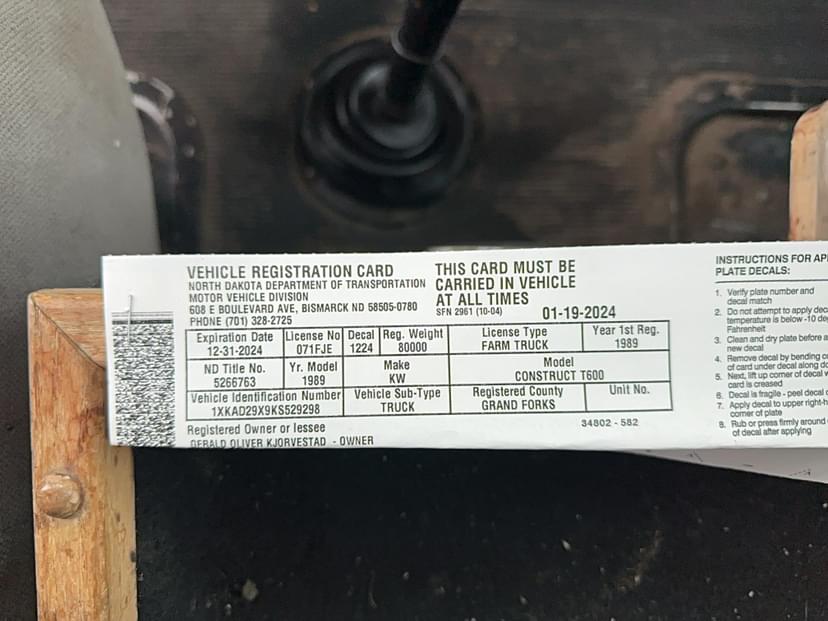 VEHICLE REGISTRATION CARD
NORTH DAKOTA DEPARTMENT OF TRANSPORTATION
MOTOR VEHICLE DIVISION
608 E BOULEVARD AVE, BISMARCK ND 58505-0780
PHONE (701) 328-2725
THIS CARD MUST BE
CARRIED IN VEHICLE
AT ALL TIMES
SFN 2961 (10-04)
01-19-2024
Expiration Date License No Decal Reg. Weight License Type Year 1st Reg.
12-31-2024 071FJE 1224 80000 FARM TRUCK 1989
ND Title No. Yr. Model Make Model
5266763 1989 KW CONSTRUCT T600
Vehicle Identification Number Vehicle Sub-Type Registered County Unit No.
1XKAD29X9KS529298 TRUCK GRAND FORKS
Registered Owner or lessee
34802 - 582
GERALD OLIVER KJORVESTAD - OWNER
INSTRUCTIONS FOR
PLATE DECALS:
1. Verify plate number and
decal match
2. Do not attempt to apply
temperature is below -10
Fahrenheit
3. Clean and dry plate before
new decal
4. Remove decal by bending
of card under decal along
5. Next, lift up corner of decal
card is creased
6. Decal is fragile - peel decal
7. Apply decal to upper
corner of plate
8. Rub or press firmly around
of decal after applying